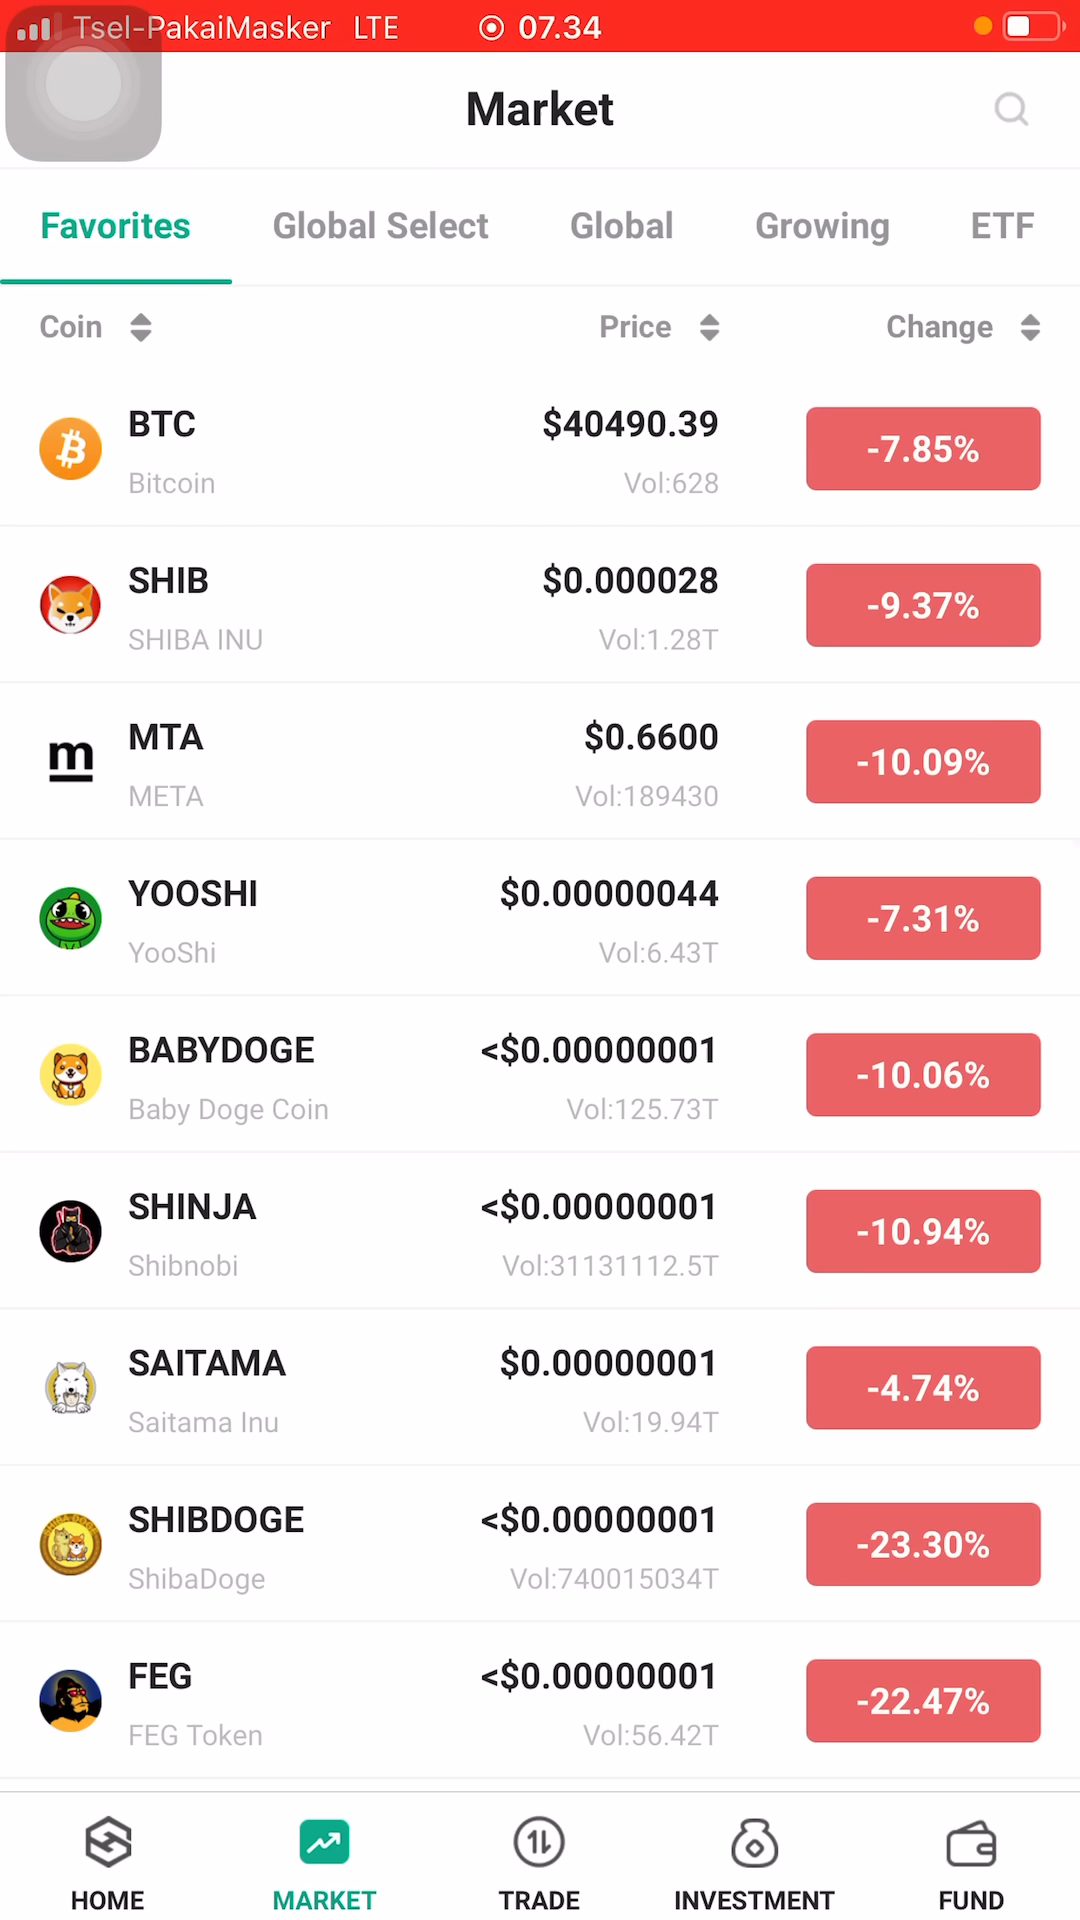 Tsel-PakaiMasker LTE 07.34
Market
Favorites Global Select Global Growing ETF
Coin Price Change
BTC $40490.39 -7.85%
Bitcoin Vol:628
SHIB $0.000028 -9.37%
SHIBA INU Vol:1.28T
MTA $0.6600 -10.09%
META Vol:189430
YOOSHI $0.00000044 -7.31%
YooShi Vol:6.43T
BABYDOGE <$0.00000001 -10.06%
Baby Doge Coin Vol:125.73T
SHINJA <$0.00000001 -10.94%
Shibnobi Vol:31131112.5T
SAITAMA $0.00000001 -4.74%
Saitama Inu Vol:19.94T
SHIBDOGE <$0.00000001 -23.30%
ShibaDoge Vol:740015034T
FEG <$0.00000001 -22.47%
FEG Token Vol:56.42T
HOME MARKET TRADE INVESTMENT FUND